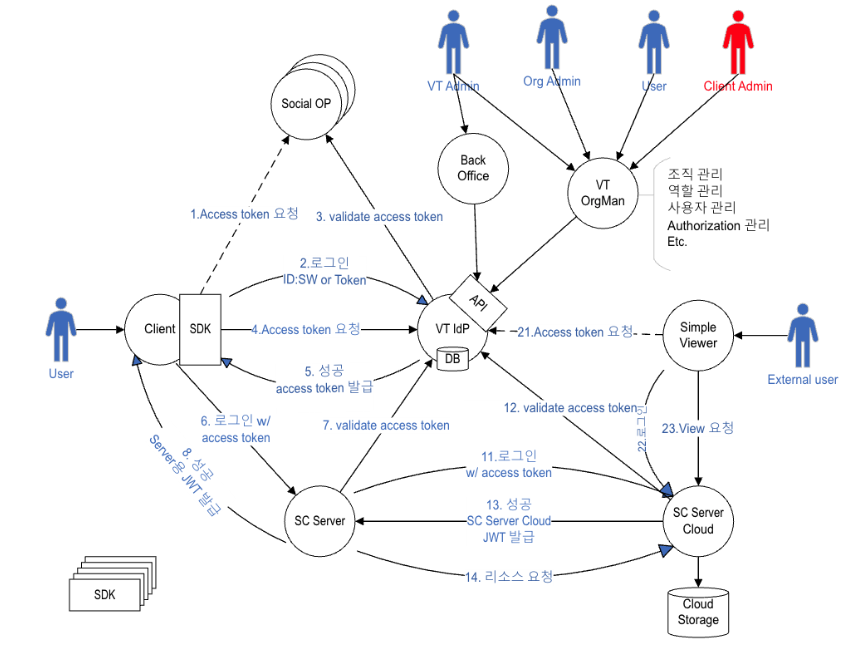 VT Admin
Org Admin
User
Client Admin
Social OP
Back
Office
VT
OrgMan
조직 관리
역할 관리
사용자 관리
Authorization 관리
Etc.
1.Access token 요청
3. validate access token
2.로그인
ID:SW or Token
API
Client
SDK
4.Access token 요청
VT IdP
DB
21.Access token 요청
Simple
Viewer
User
External user
5. 성공
access token 발급
6. 로그인 w/
access token
7. validate access token
12. validate access token
22.로그인
23.View 요청
8. 성공
Server용 JWT 발급
11.로그인
w/ access token
SC Server
13. 성공
SC Server Cloud
JWT 발급
SC Server
Cloud
14. 리소스 요청
SDK
Cloud
Storage